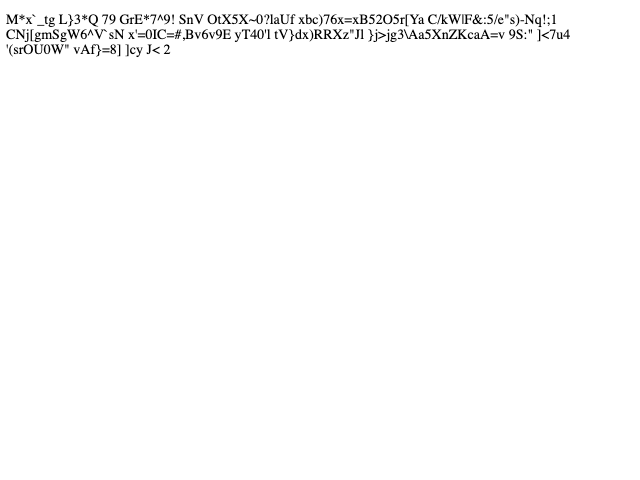 M*x`_tg L}3*Q 79 GrE*7^9! SnV OtX5X~0?laUf xbc)76x=xB52O5r[Ya C/kW|F&:5/e"s)-Nq!;1
CNj[gmSgW6^V`sN x'=0IC=#,Bv6v9E yT40'l tV}dx)RRXz"Jl }j>jg3\Aa5XnZKcaA=v 9S:" ]<7u4
'(srOU0W" vAf}=8] ]cy J< 2